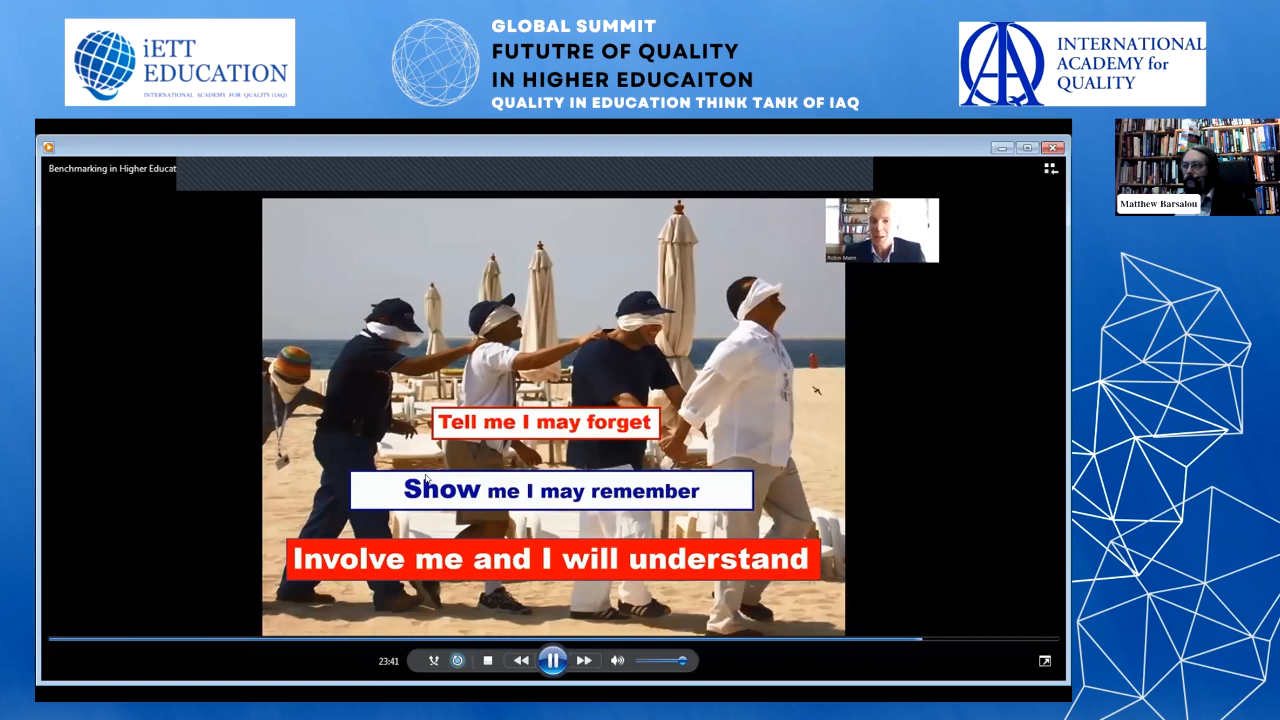 iETT
EDUCATION
INTERNATIONAL ACADEMY FOR QUALITY (IAQ)
GLOBAL SUMMIT
FUTUTRE OF QUALITY
IN HIGHER EDUCAITON
QUALITY IN EDUCATION THINK TANK OF IAQ
INTERNATIONAL
ACADEMY for
QUALITY
Benchmarking in Higher Educat
Robin Mann
Matthew Barsalou
Tell me I may forget
Show me I may remember
Involve me and I will understand
23:41